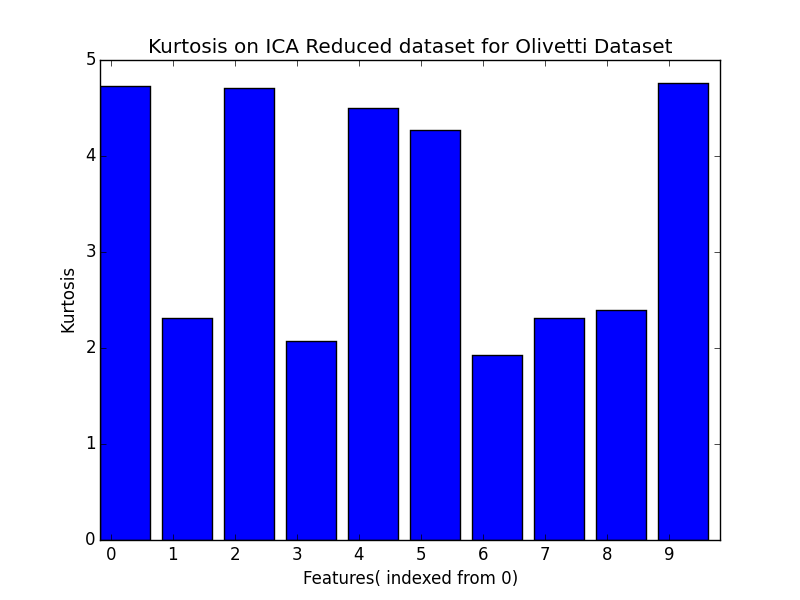 Kurtosis on ICA Reduced dataset for Olivetti Dataset
5
4
3
2
1
0
Kurtosis
0 1 2 3 4 5 6 7 8 9
Features( indexed from 0)